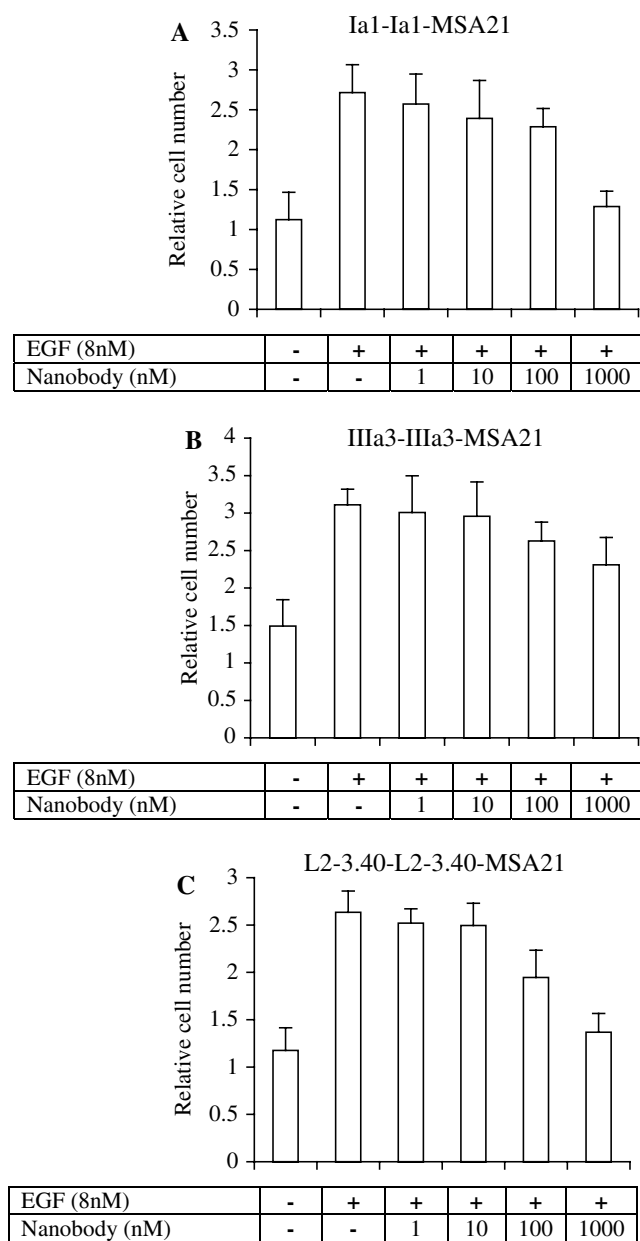 A
Ia1-Ia1-MSA21
Relative cell number
3.5
3
2.5
2
1.5
1
0.5
0
EGF (8nM) - + + + + +
Nanobody (nM) - - 1 10 100 1000
B
IIIa3-IIIa3-MSA21
Relative cell number
4
3.5
3
2.5
2
1.5
1
0.5
0
EGF (8nM) - + + + + +
Nanobody (nM) - - 1 10 100 1000
C
L2-3.40-L2-3.40-MSA21
Relative cell number
3
2.5
2
1.5
1
0.5
0
EGF (8nM) - + + + + +
Nanobody (nM) - - 1 10 100 1000